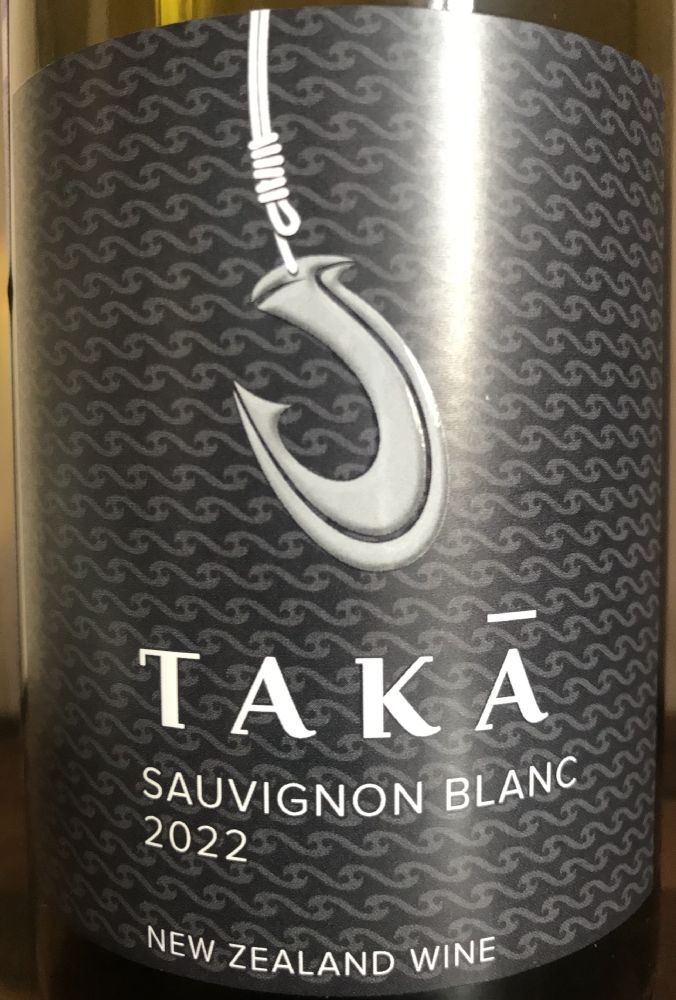 TAKĀ
SAUVIGNON BLANC
2022
NEW ZEALAND WINE